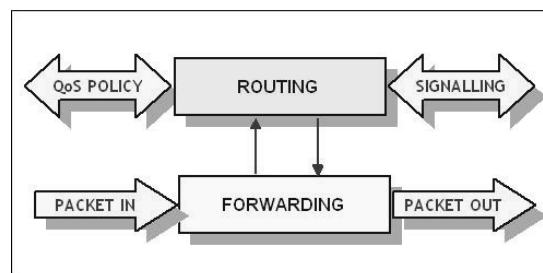 QoS POLICY
ROUTING
SIGNALLING
PACKET IN
FORWARDING
PACKET OUT